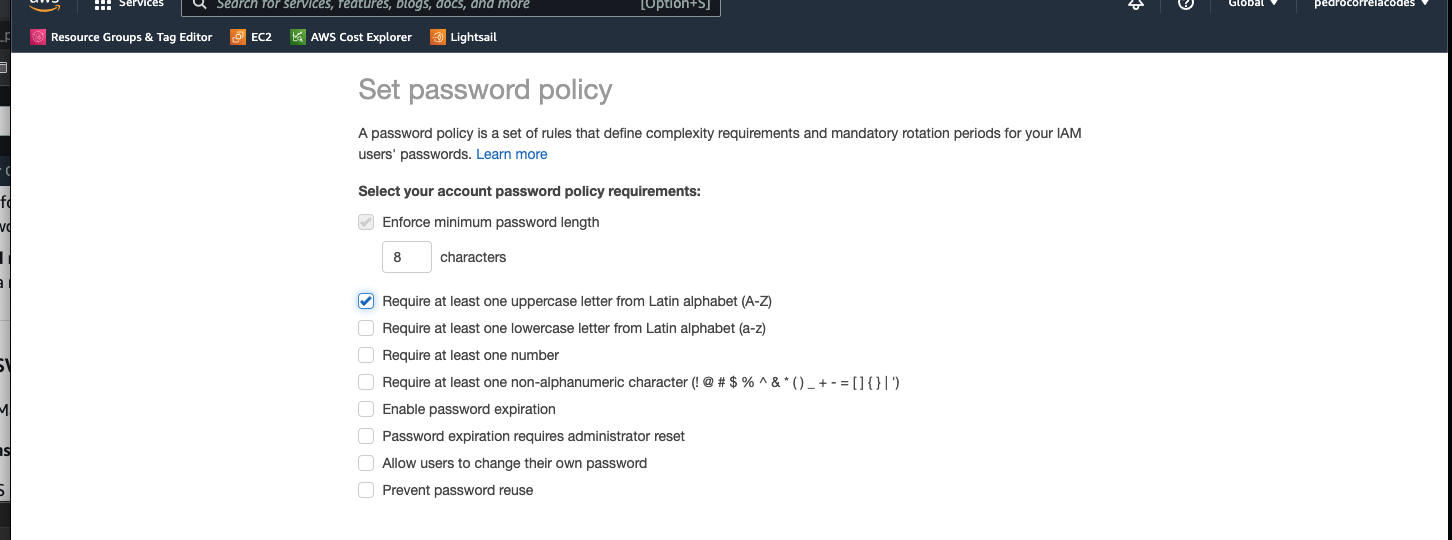 aws
Services
Search for services, features, blogs, docs, and more
[Option+S]
Global
pedrocorreiacodes
Resource Groups & Tag Editor
EC2
AWS Cost Explorer
Lightsail
Set password policy
A password policy is a set of rules that define complexity requirements and mandatory rotation periods for your IAM
users' passwords. Learn more
Select your account password policy requirements:
Enforce minimum password length
8 characters
Require at least one uppercase letter from Latin alphabet (A-Z)
Require at least one lowercase letter from Latin alphabet (a-z)
Require at least one number
Require at least one non-alphanumeric character (! @ # $ % ^ & * ( ) _ + - = [ ] { } | ')
Enable password expiration
Password expiration requires administrator reset
Allow users to change their own password
Prevent password reuse